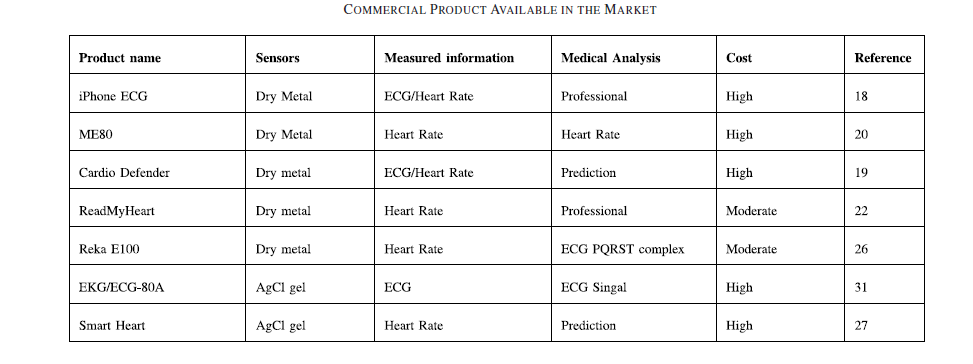 COMMERCIAL PRODUCT AVAILABLE IN THE MARKET
Product name Sensors Measured information Medical Analysis Cost Reference
iPhone ECG Dry Metal ECG/Heart Rate Professional High 18
ME80 Dry Metal Heart Rate Heart Rate High 20
Cardio Defender Dry metal ECG/Heart Rate Prediction High 19
ReadMyHeart Dry metal Heart Rate Professional Moderate 22
Reka E100 Dry metal Heart Rate ECG PQRST complex Moderate 26
EKG/ECG-80A AgCl gel ECG ECG Singal High 31
Smart Heart AgCl gel Heart Rate Prediction High 27